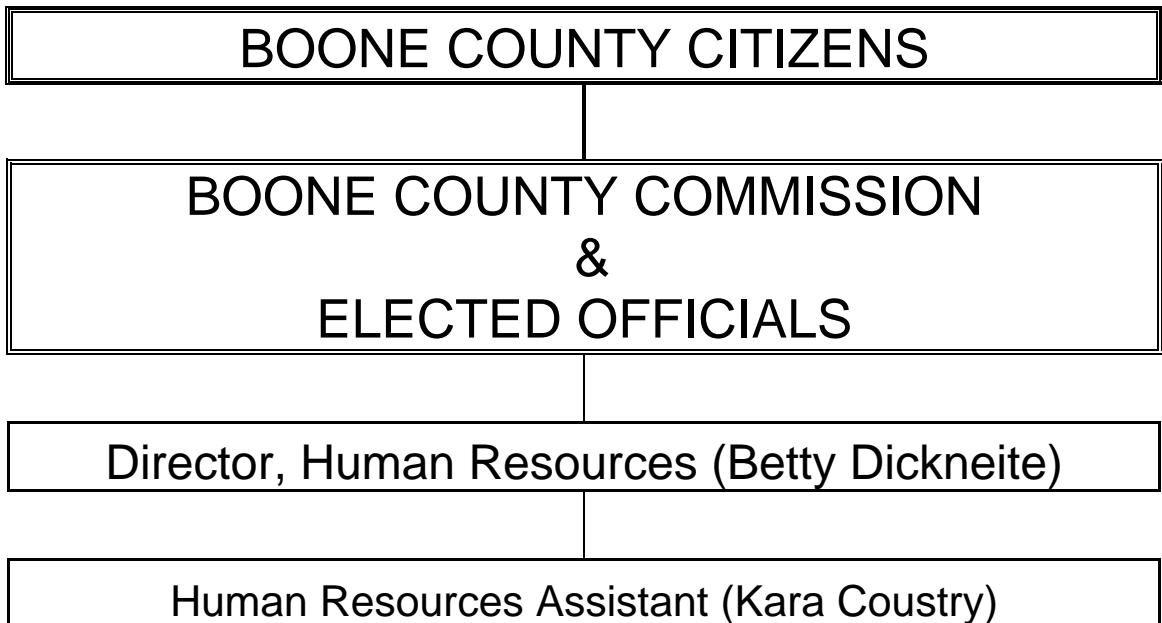 BOONE COUNTY CITIZENS
BOONE COUNTY COMMISSION
&
ELECTED OFFICIALS
Director, Human Resources (Betty Dickneite)
Human Resources Assistant (Kara Coustry)